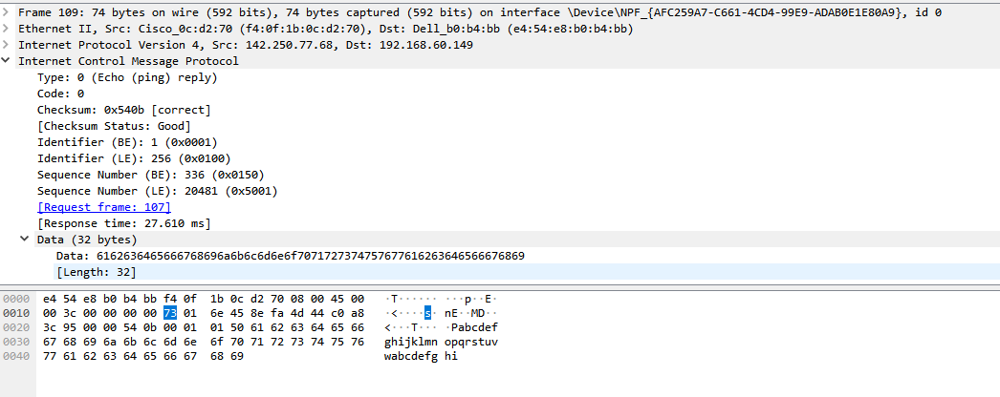 Frame 109: 74 bytes on wire (592 bits), 74 bytes captured (592 bits) on interface \Device\NPF_{AFC259A7-C661-4CD4-99E9-ADAB0E1E80A9}, id 0
Ethernet II, Src: Cisco_0c:d2:70 (f4:0f:1b:0c:d2:70), Dst: Dell_b0:b4:bb (e4:54:e8:b0:b4:bb)
Internet Protocol Version 4, Src: 142.250.77.68, Dst: 192.168.60.149
Internet Control Message Protocol
Type: 0 (Echo (ping) reply)
Code: 0
Checksum: 0x540b [correct]
[Checksum Status: Good]
Identifier (BE): 1 (0x0001)
Identifier (LE): 256 (0x0100)
Sequence Number (BE): 336 (0x0150)
Sequence Number (LE): 20481 (0x5001)
[Request frame: 107]
[Response time: 27.610 ms]
Data (32 bytes)
Data: 6162636465666768696a6b6c6d6e6f7071727374757677616263646566676869
[Length: 32]
0000 e4 54 e8 b0 b4 bb f4 0f 1b 0c d2 70 08 00 45 00 ·T······ ···p··E·
0010 00 3c 00 00 00 00 73 01 6e 45 8e fa 4d 44 c0 a8 ·<····s· nE··MD··
0020 3c 95 00 00 54 0b 00 01 01 50 61 62 63 64 65 66 <···T··· ·Pabcdef
0030 67 68 69 6a 6b 6c 6d 6e 6f 70 71 72 73 74 75 76 ghijklmn opqrstuv
0040 77 61 62 63 64 65 66 67 68 69 wabcdefg hi